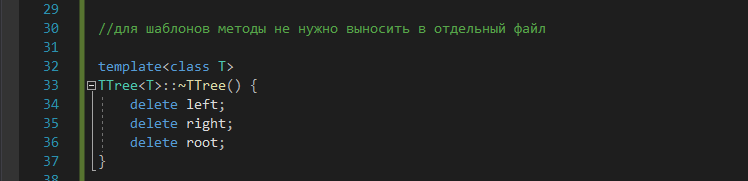 29
30 //для шаблонов методы не нужно выносить в отдельный файл
31
32 template<class T>
33 TTree<T>::~TTree() {
34 delete left;
35 delete right;
36 delete root;
37 }
38